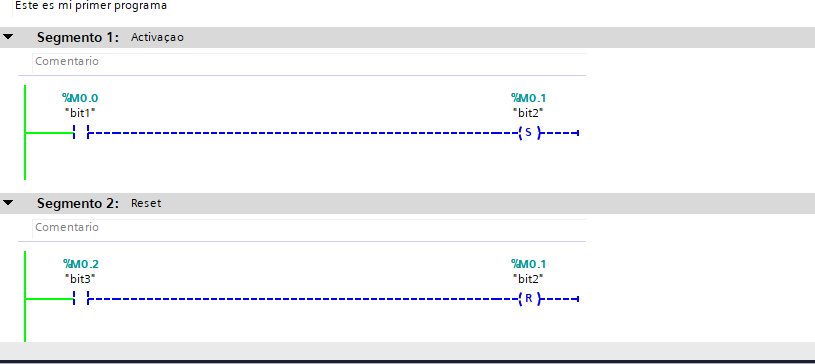 Este es mi primer programa
Segmento 1: Activaçao
Comentario
%M0.0 %M0.1
"bit1" "bit2"
S
Segmento 2: Reset
Comentario
%M0.2 %M0.1
"bit3" "bit2"
R